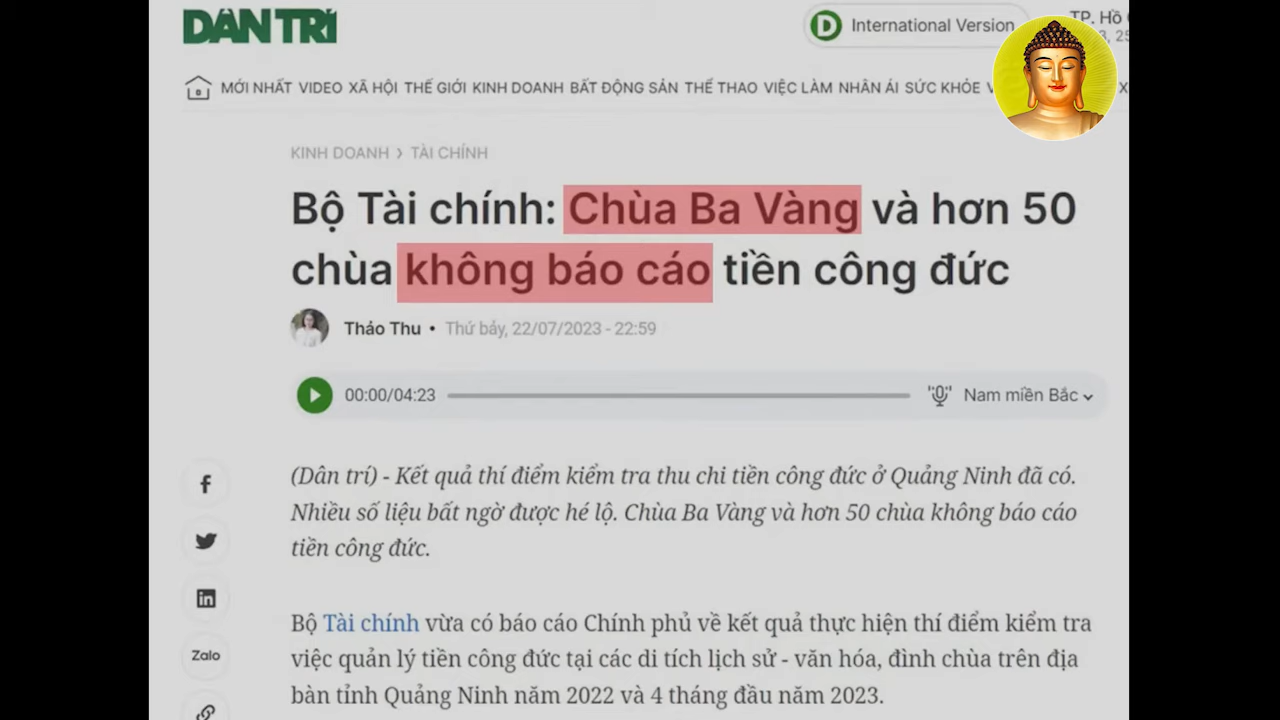 DÂN TRÍ
International Version
TP. Hồ
MỚI NHẤT VIDEO XÃ HỘI THẾ GIỚI KINH DOANH BẤT ĐỘNG SẢN THỂ THAO VIỆC LÀM NHÂN ÁI SỨC KHỎE
KINH DOANH › TÀI CHÍNH
Bộ Tài chính: Chùa Ba Vàng và hơn 50
chùa không báo cáo tiền công đức
Thảo Thu • Thứ bảy, 22/07/2023 - 22:59
00:00/04:23 Nam miền Bắc
(Dân trí) - Kết quả thí điểm kiểm tra thu chi tiền công đức ở Quảng Ninh đã có.
Nhiều số liệu bất ngờ được hé lộ. Chùa Ba Vàng và hơn 50 chùa không báo cáo
tiền công đức.
Bộ Tài chính vừa có báo cáo Chính phủ về kết quả thực hiện thí điểm kiểm tra
việc quản lý tiền công đức tại các di tích lịch sử - văn hóa, đình chùa trên địa
Zalo
bàn tỉnh Quảng Ninh năm 2022 và 4 tháng đầu năm 2023.